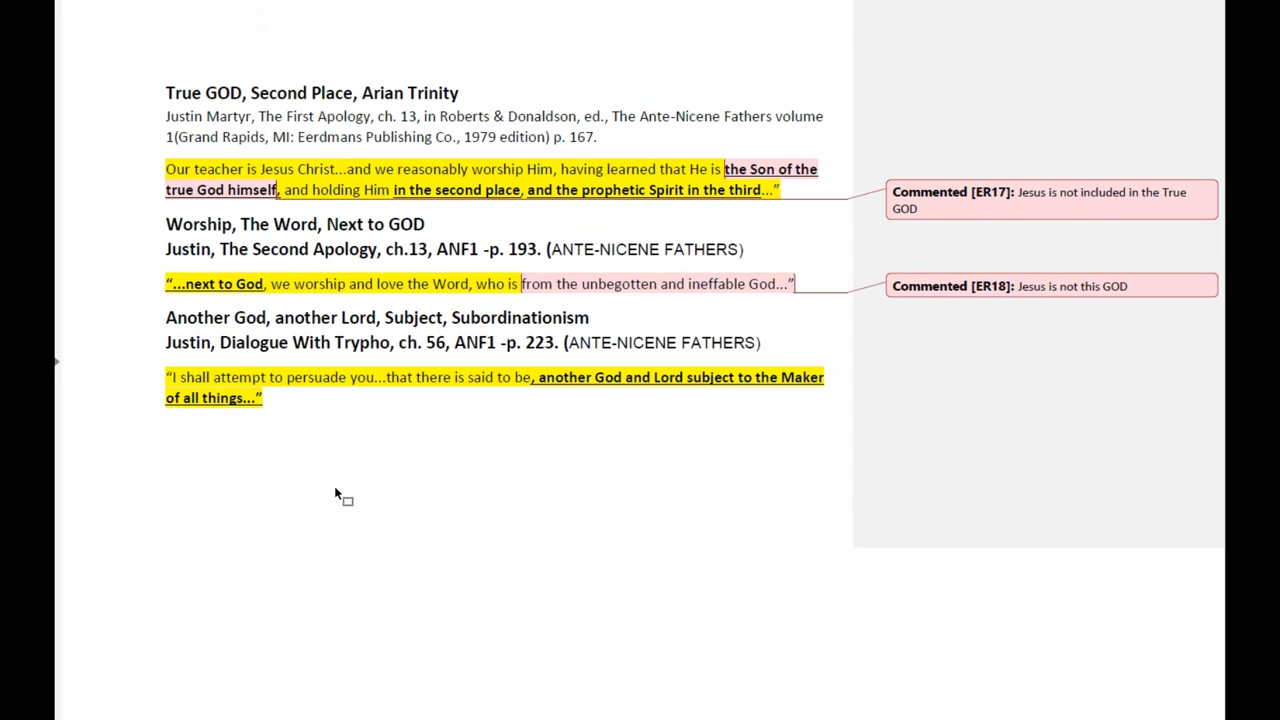 True GOD, Second Place, Arian Trinity
Justin Martyr, The First Apology, ch. 13, in Roberts & Donaldson, ed., The Ante-Nicene Fathers volume
1(Grand Rapids, MI: Eerdmans Publishing Co., 1979 edition) p. 167.
Our teacher is Jesus Christ...and we reasonably worship Him, having learned that He is the Son of the
true God himself, and holding Him in the second place, and the prophetic Spirit in the third...”
Commented [ER17]: Jesus is not included in the True
GOD
Worship, The Word, Next to GOD
Justin, The Second Apology, ch.13, ANF1 -p. 193. (ANTE-NICENE FATHERS)
“...next to God, we worship and love the Word, who is from the unbegotten and ineffable God...”
Commented [ER18]: Jesus is not this GOD
Another God, another Lord, Subject, Subordinationism
Justin, Dialogue With Trypho, ch. 56, ANF1 -p. 223. (ANTE-NICENE FATHERS)
“I shall attempt to persuade you...that there is said to be, another God and Lord subject to the Maker
of all things...”